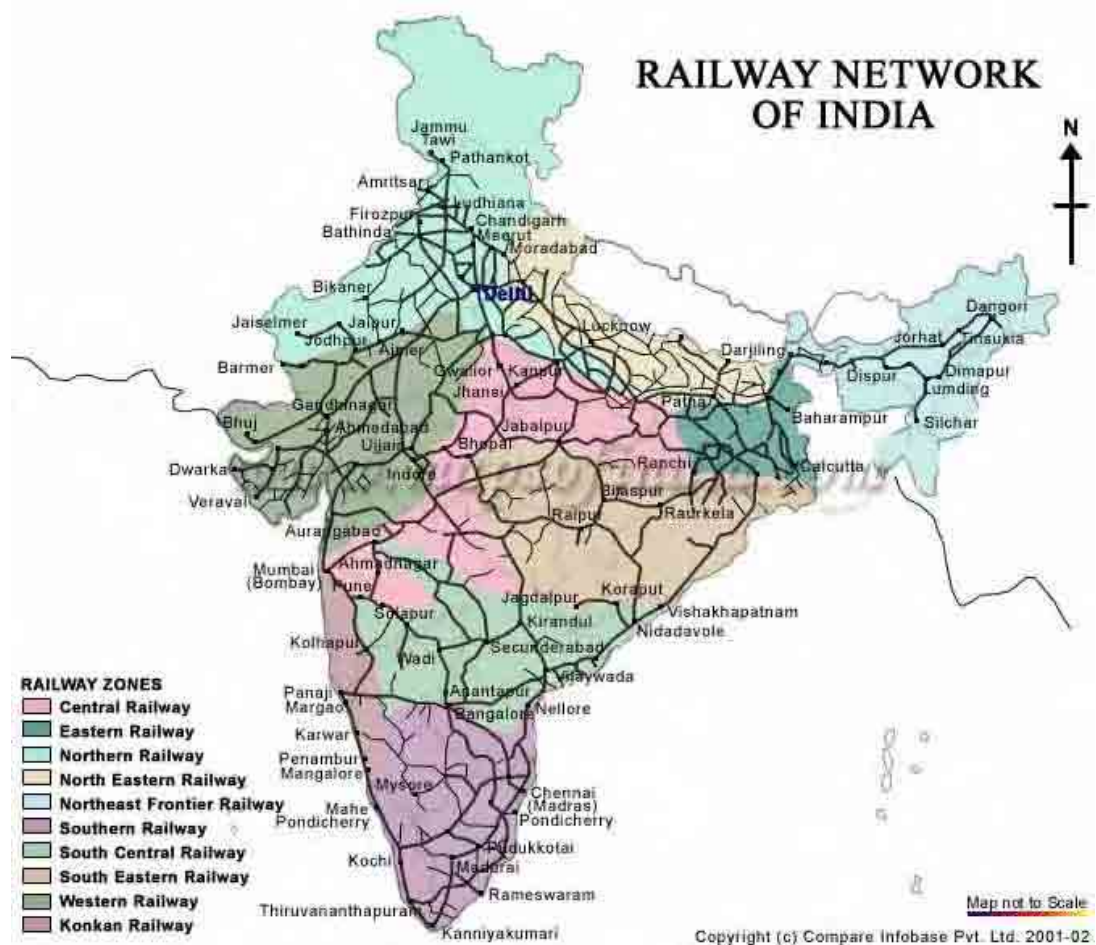 RAILWAY NETWORK
OF INDIA
N
Jammu
Tawi
Pathankot
Amritsar
Ludhiana
Firozpur
Chandigarh
Bathinda
Meerut
Moradabad
Bikaner
Delhi
Dangori
Jaiselmer
Jaipur
Lucknow
Jorhat
Tinsukia
Jodhpur
Ajmer
Darjiling
Barmer
Gwalior
Kanpur
Dispur
Dimapur
Jhansi
Lumding
Gandhinagar
Patna
Baharampur
Silchar
Bhuj
Ahmedabad
Jabalpur
Ujjain
Bhopal
Dwarka
Indore
Ranchi
Calcutta
Veraval
Bilaspur
Raipur
Raurkela
Aurangabad
Mumbai
(Bombay)
Ahmadnagar
Pune
Koraput
Jagdalpur
Vishakhapatnam
Solapur
Kirandul
Nidadavole
Kolhapur
Secunderabad
Wadi
Vijaywada
RAILWAY ZONES
Central Railway
Eastern Railway
Northern Railway
North Eastern Railway
Northeast Frontier Railway
Southern Railway
South Central Railway
South Eastern Railway
Western Railway
Konkan Railway
Panaji
Anantapur
Margao
Bangalore
Nellore
Karwar
Penambur
Mangalore
Mysore
Chennai
(Madras)
Mahe
Pondicherry
Pondicherry
Pudukkotai
Kochi
Madurai
Rameswaram
Thiruvananthapuram
Kanniyakumari
Map not to Scale
Copyright (c) Compare Infobase Pvt. Ltd. 2001-02